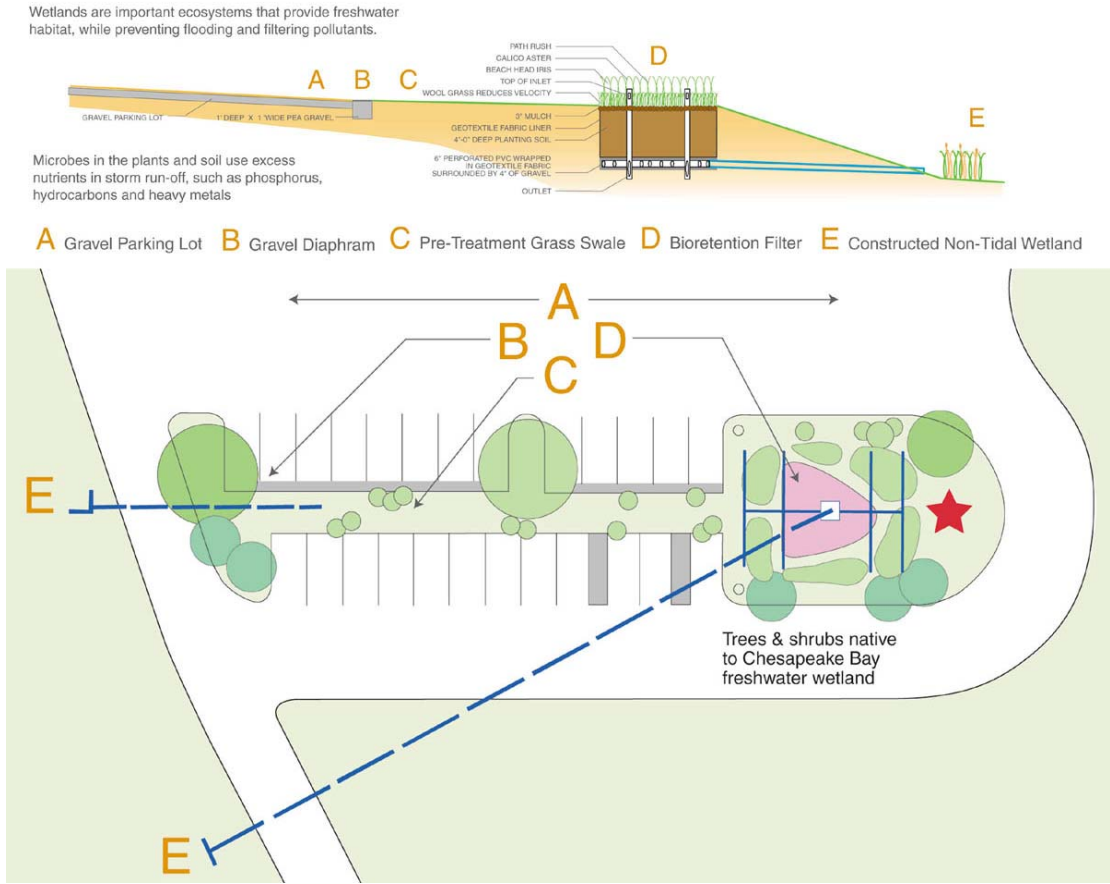 Wetlands are important ecosystems that provide freshwater
habitat, while preventing flooding and filtering pollutants.
A B C D E
PATH RUSH
CALICO ASTER
BEACH HEAD IRIS
TOP OF INLET
WOOL GRASS REDUCES VELOCITY
GRAVEL PARKING LOT
1' DEEP X 1 'WIDE PEA GRAVEL
3" MULCH
GEOTEXTILE FABRIC LINER
4'-0" DEEP PLANTING SOIL
6" PERFORATED PVC WRAPPED
IN GEOTEXTILE FABRIC
SURROUNDED BY 4" OF GRAVEL
OUTLET
Microbes in the plants and soil use excess
nutrients in storm run-off, such as phosphorus,
hydrocarbons and heavy metals
A Gravel Parking Lot B Gravel Diaphram C Pre-Treatment Grass Swale D Bioretention Filter E Constructed Non-Tidal Wetland
A
B D
C
E
Trees & shrubs native
to Chesapeake Bay
freshwater wetland
E